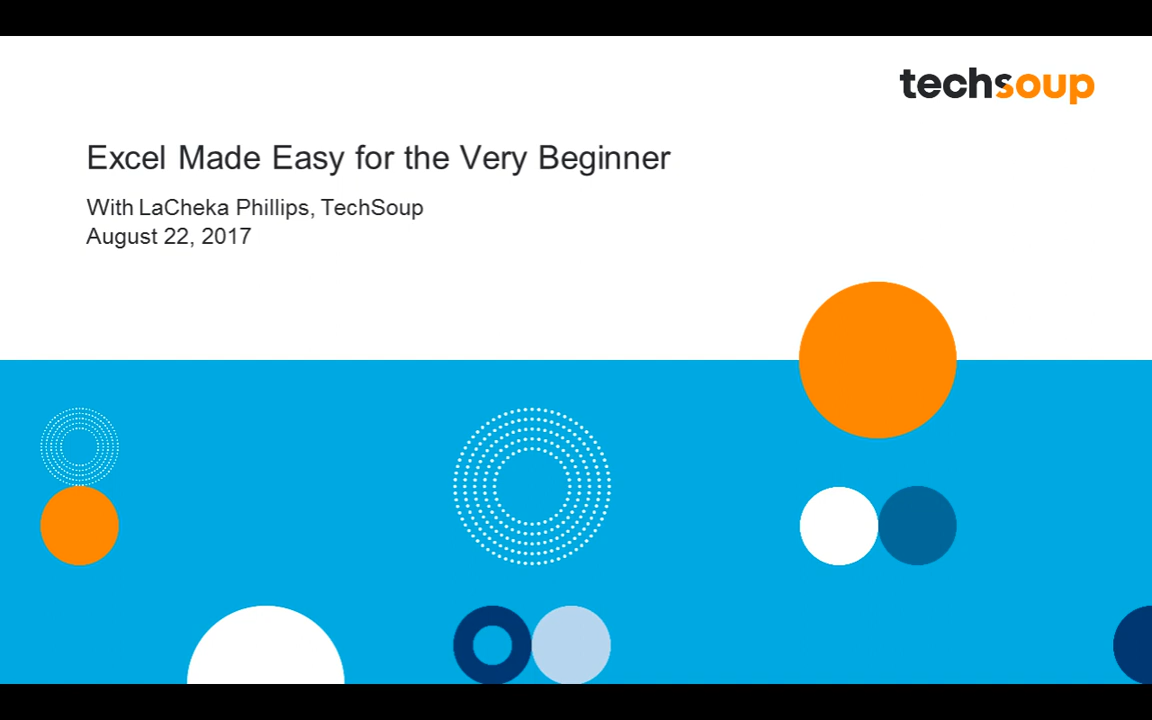 techsoup
Excel Made Easy for the Very Beginner
With LaCheka Phillips, TechSoup
August 22, 2017